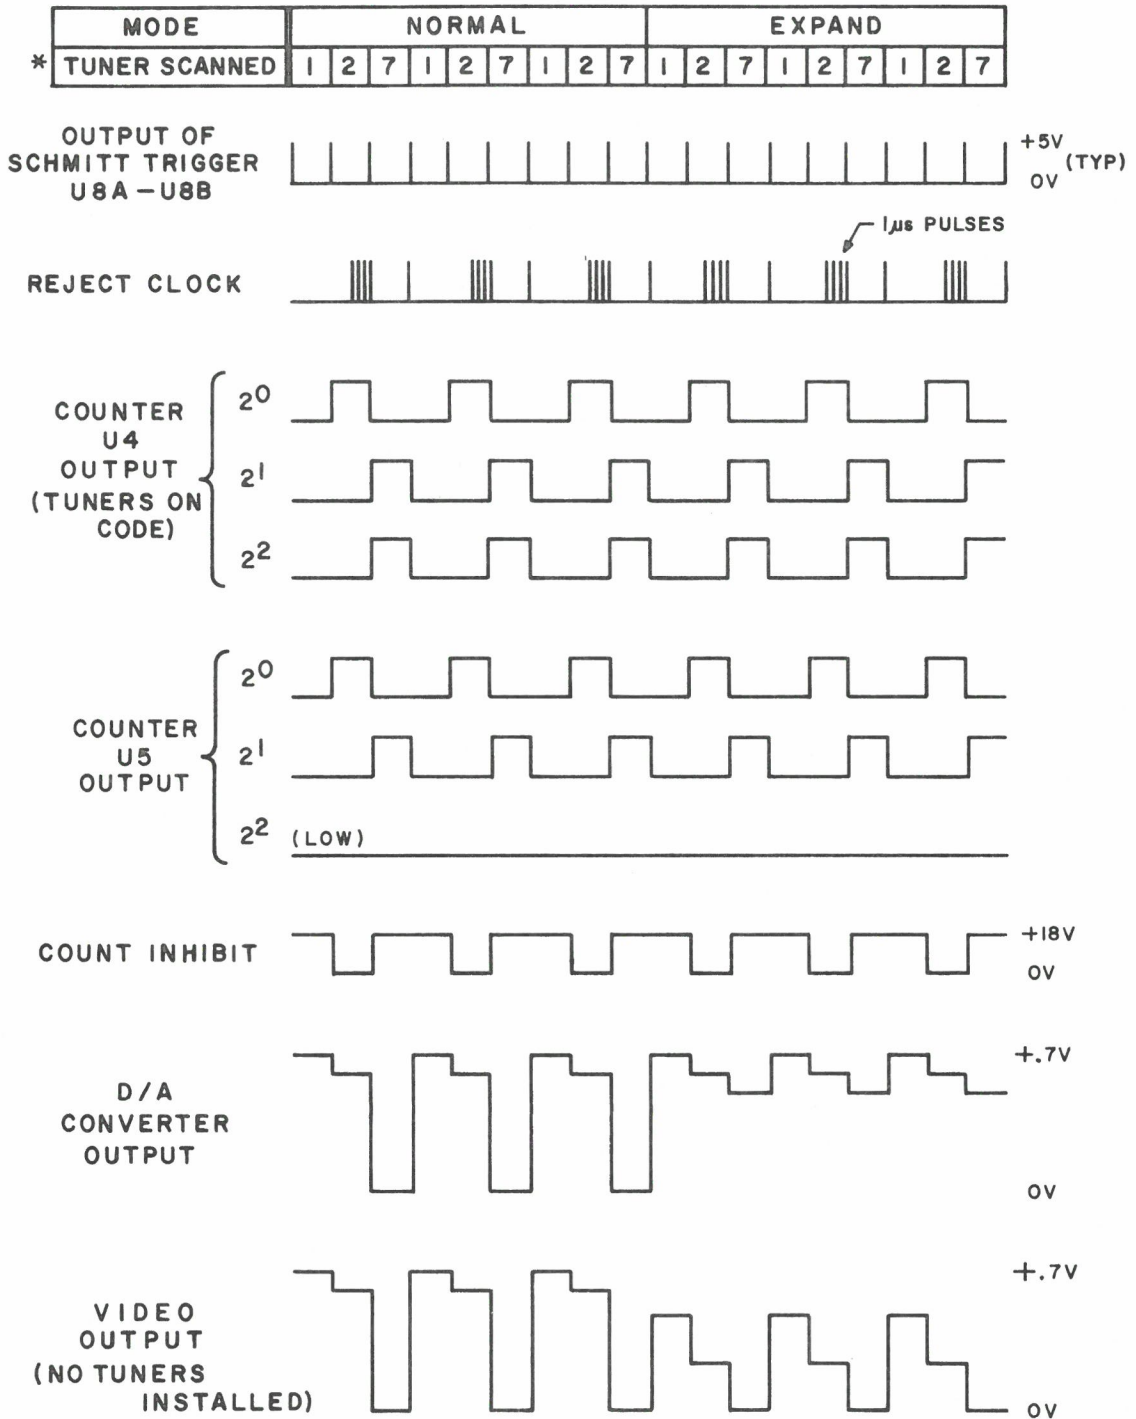 MODE NORMAL EXPAND
* TUNER SCANNED 1 2 7 1 2 7 1 2 7 1 2 7 1 2 7 1 2 7
OUTPUT OF
SCHMITT TRIGGER
U8A-U8B
+5V
(TYP)
0V
1µs PULSES
REJECT CLOCK
COUNTER
U4
OUTPUT
(TUNERS ON
CODE)
2⁰
2¹
2²
COUNTER
U5
OUTPUT
2⁰
2¹
2² (LOW)
COUNT INHIBIT
+18V
0V
D/A
CONVERTER
OUTPUT
+.7V
0V
VIDEO
OUTPUT
(NO TUNERS
INSTALLED)
+.7V
0V